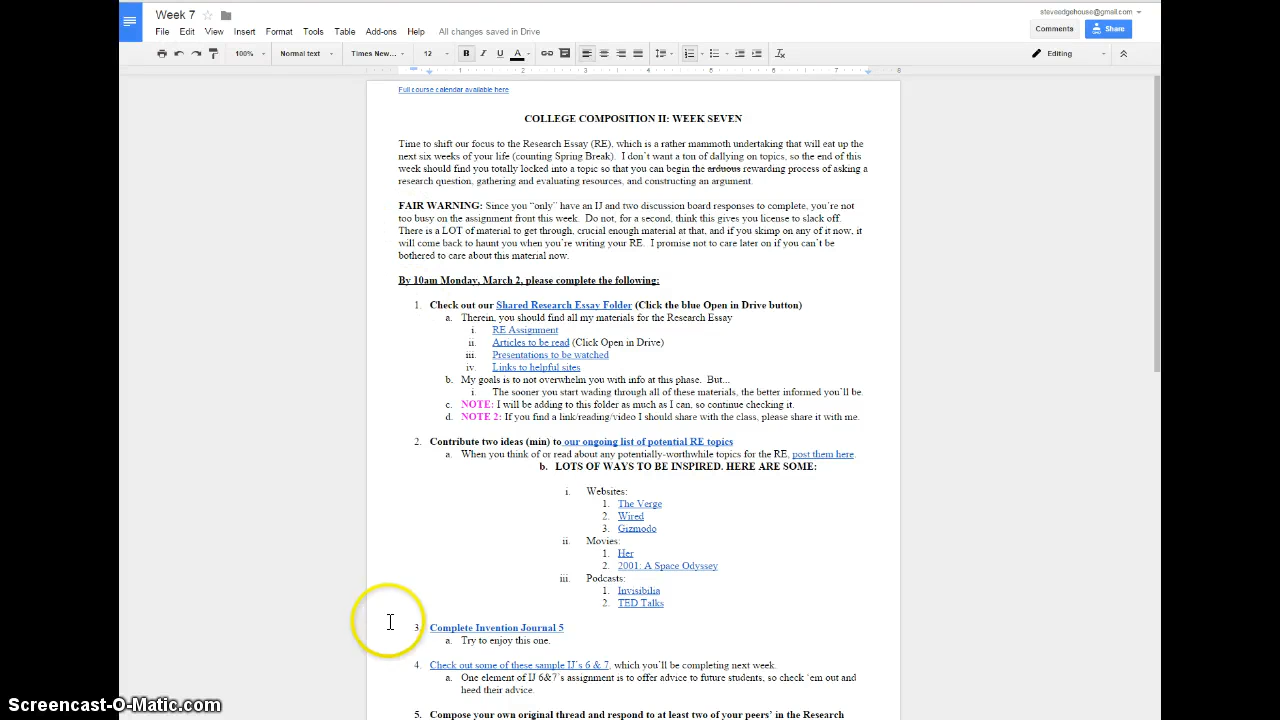 Week 7
steveedgehouse@gmail.com
File Edit View Insert Format Tools Table Add-ons Help All changes saved in Drive
Comments Share
100% Normal text Times New... 12 B I U A Editing
1 2 3 4 5 6 7 8
Full course calendar available here
COLLEGE COMPOSITION II: WEEK SEVEN
Time to shift our focus to the Research Essay (RE), which is a rather mammoth undertaking that will eat up the
next six weeks of your life (counting Spring Break). I don't want a ton of dallying on topics, so the end of this
week should find you totally locked into a topic so that you can begin the arduous rewarding process of asking a
research question, gathering and evaluating resources, and constructing an argument.
FAIR WARNING: Since you "only" have an IJ and two discussion board responses to complete, you're not
too busy on the assignment front this week. Do not, for a second, think this gives you license to slack off.
There is a LOT of material to get through, crucial enough material at that, and if you skimp on any of it now, it
will come back to haunt you when you're writing your RE. I promise not to care later on if you can't be
bothered to care about this material now.
By 10am Monday, March 2, please complete the following:
1. Check out our Shared Research Essay Folder (Click the blue Open in Drive button)
a. Therein, you should find all my materials for the Research Essay
i. RE Assignment
ii. Articles to be read (Click Open in Drive)
iii. Presentations to be watched
iv. Links to helpful sites
b. My goals is to not overwhelm you with info at this phase. But...
i. The sooner you start wading through all of these materials, the better informed you'll be.
c. NOTE: I will be adding to this folder as much as I can, so continue checking it.
d. NOTE 2: If you find a link/reading/video I should share with the class, please share it with me.
2. Contribute two ideas (min) to our ongoing list of potential RE topics
a. When you think of or read about any potentially-worthwhile topics for the RE, post them here.
b. LOTS OF WAYS TO BE INSPIRED. HERE ARE SOME:
i. Websites:
1. The Verge
2. Wired
3. Gizmodo
ii. Movies:
1. Her
2. 2001: A Space Odyssey
iii. Podcasts:
1. Invisibilia
2. TED Talks
3. Complete Invention Journal 5
a. Try to enjoy this one.
4. Check out some of these sample IJ's 6 & 7, which you'll be completing next week.
a. One element of IJ 6&7's assignment is to offer advice to future students, so check 'em out and
heed their advice.
5. Compose your own original thread and respond to at least two of your peers' in the Research
Screencast-O-Matic.com